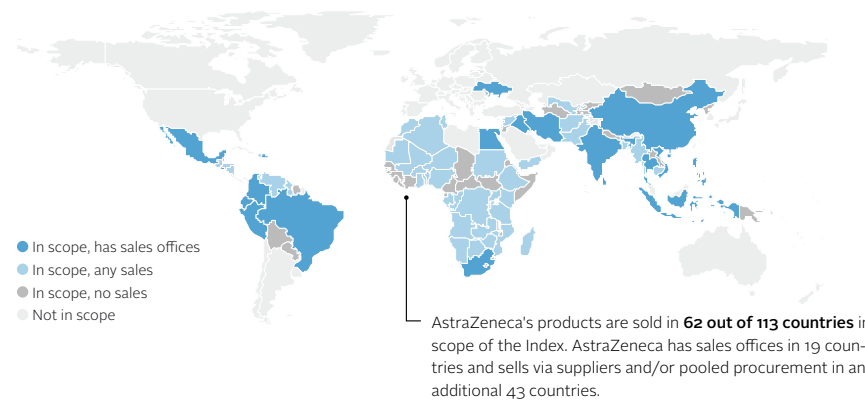 In scope, has sales offices
In scope, any sales
In scope, no sales
Not in scope
AstraZeneca's products are sold in 62 out of 113 countries in
scope of the Index. AstraZeneca has sales offices in 19 coun-
tries and sells via suppliers and/or pooled procurement in an
additional 43 countries.